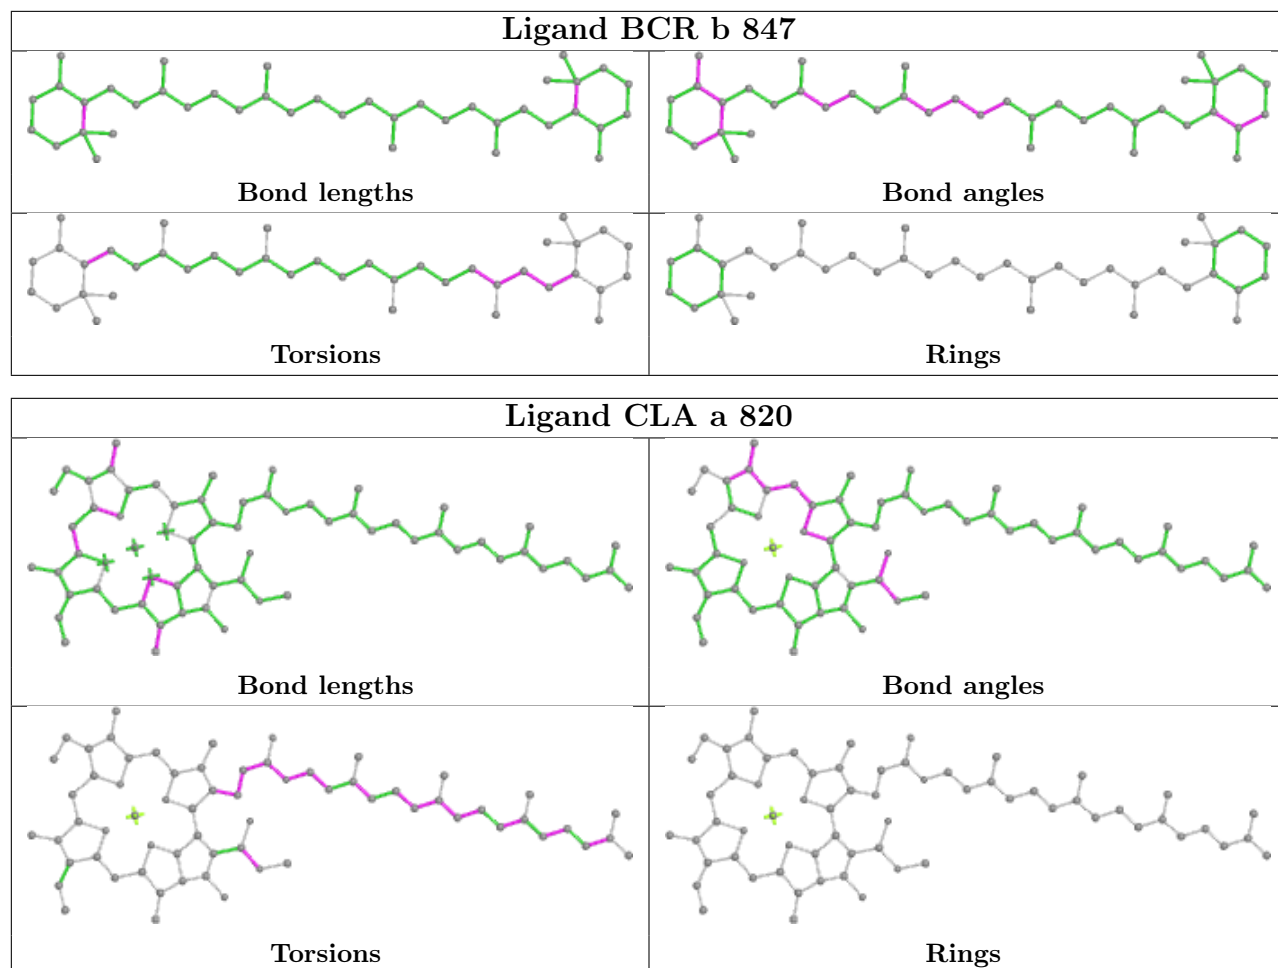 Ligand BCR b 847
Bond lengths
Bond angles
Torsions
Rings
Ligand CLA a 820
Bond lengths
Bond angles
Torsions
Rings